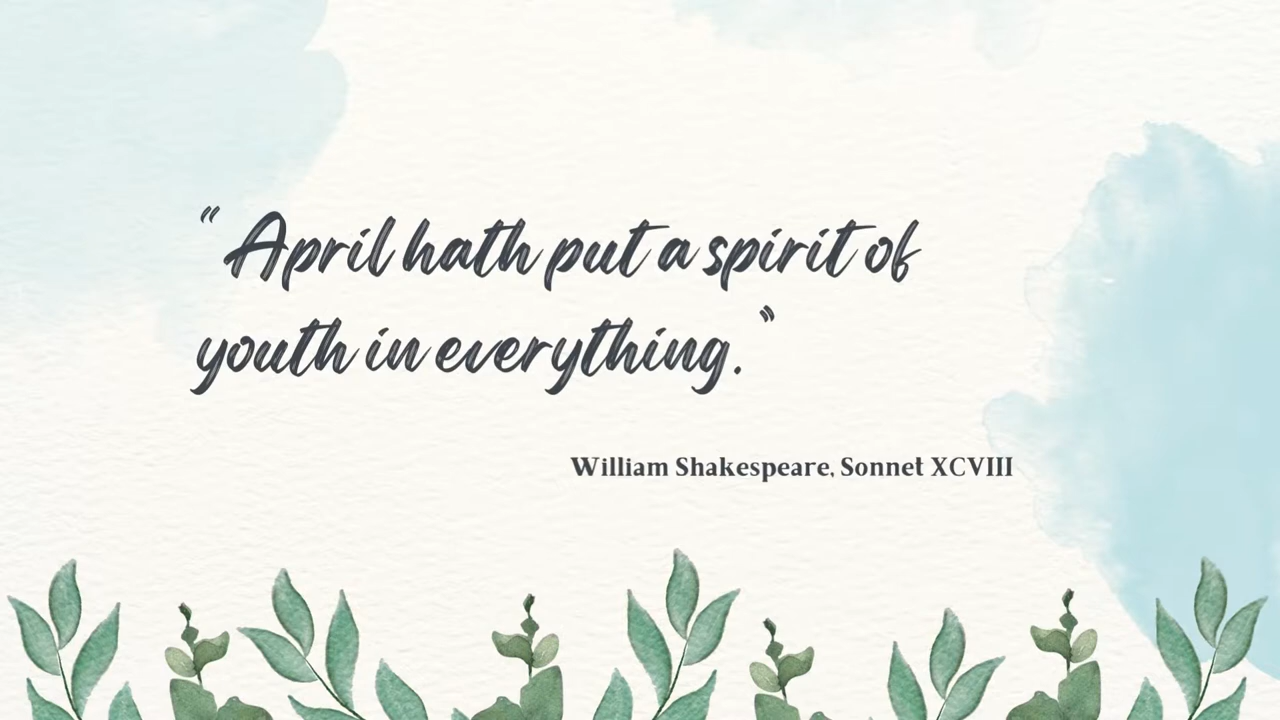 “ April hath put a spirit of
youth in everything. ”
William Shakespeare, Sonnet XCVIII